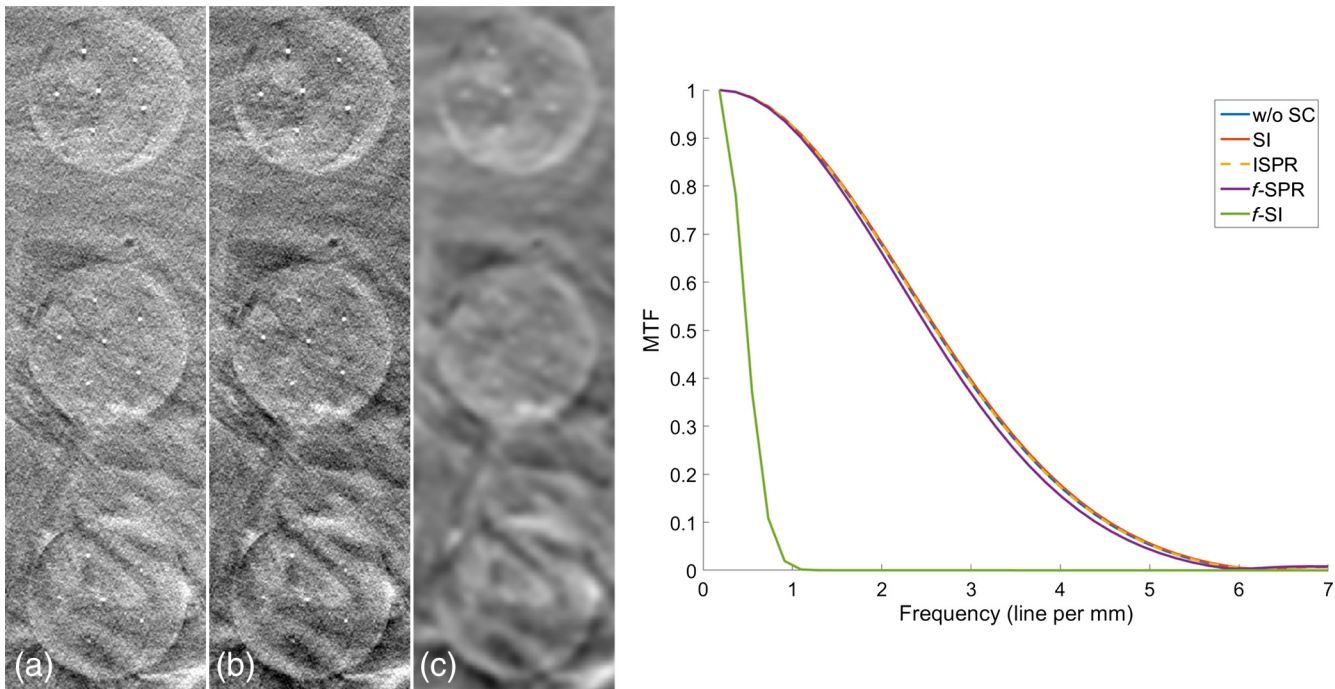 (a)
(b)
(c)
1
0.9
0.8
0.7
0.6
0.5
0.4
0.3
0.2
0.1
0
MTF
0 1 2 3 4 5 6 7
Frequency (line per mm)
w/o SC
SI
ISPR
f-SPR
f-SI